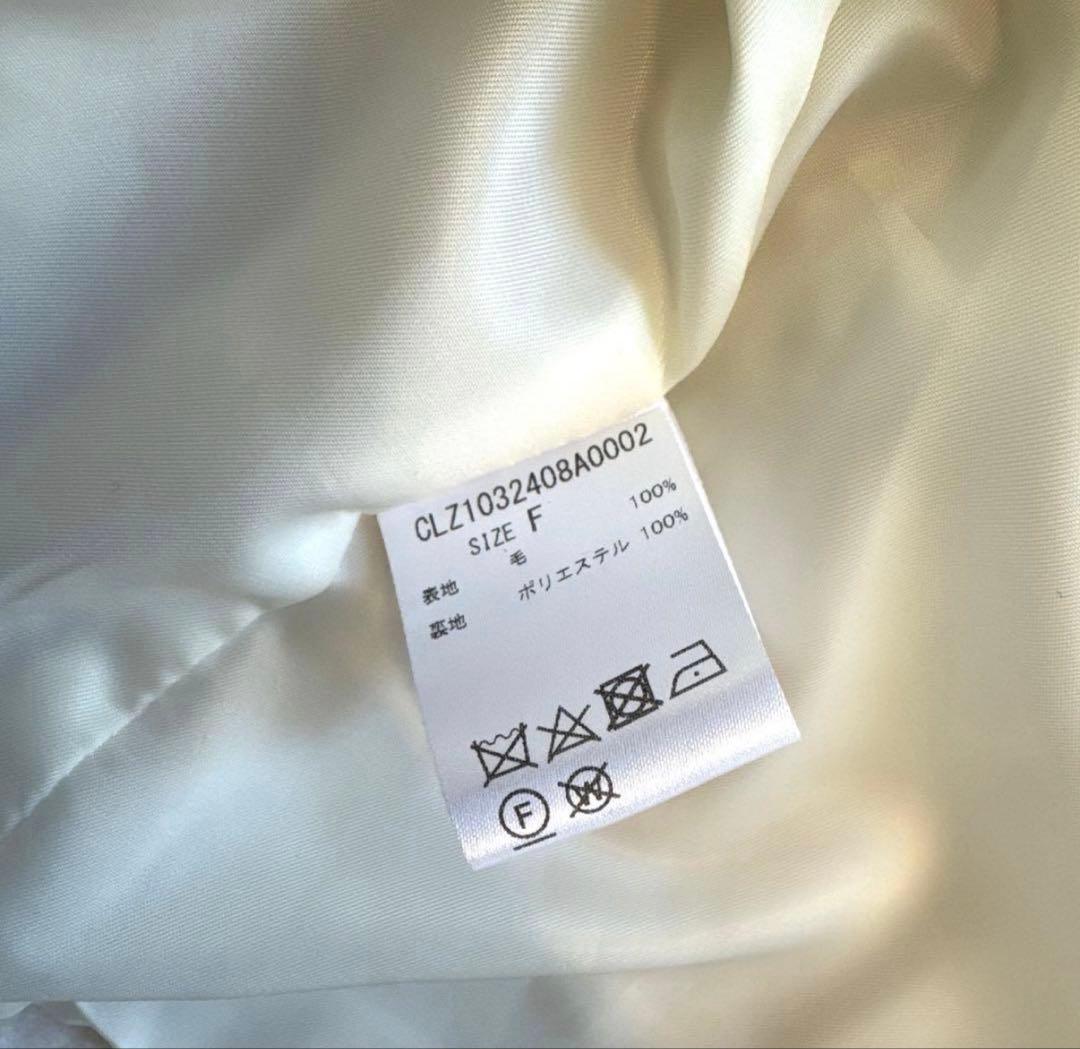 CLZ1032408A0002
SIZE F
表地 毛 100%
裏地 ポリエステル 100%
F
W